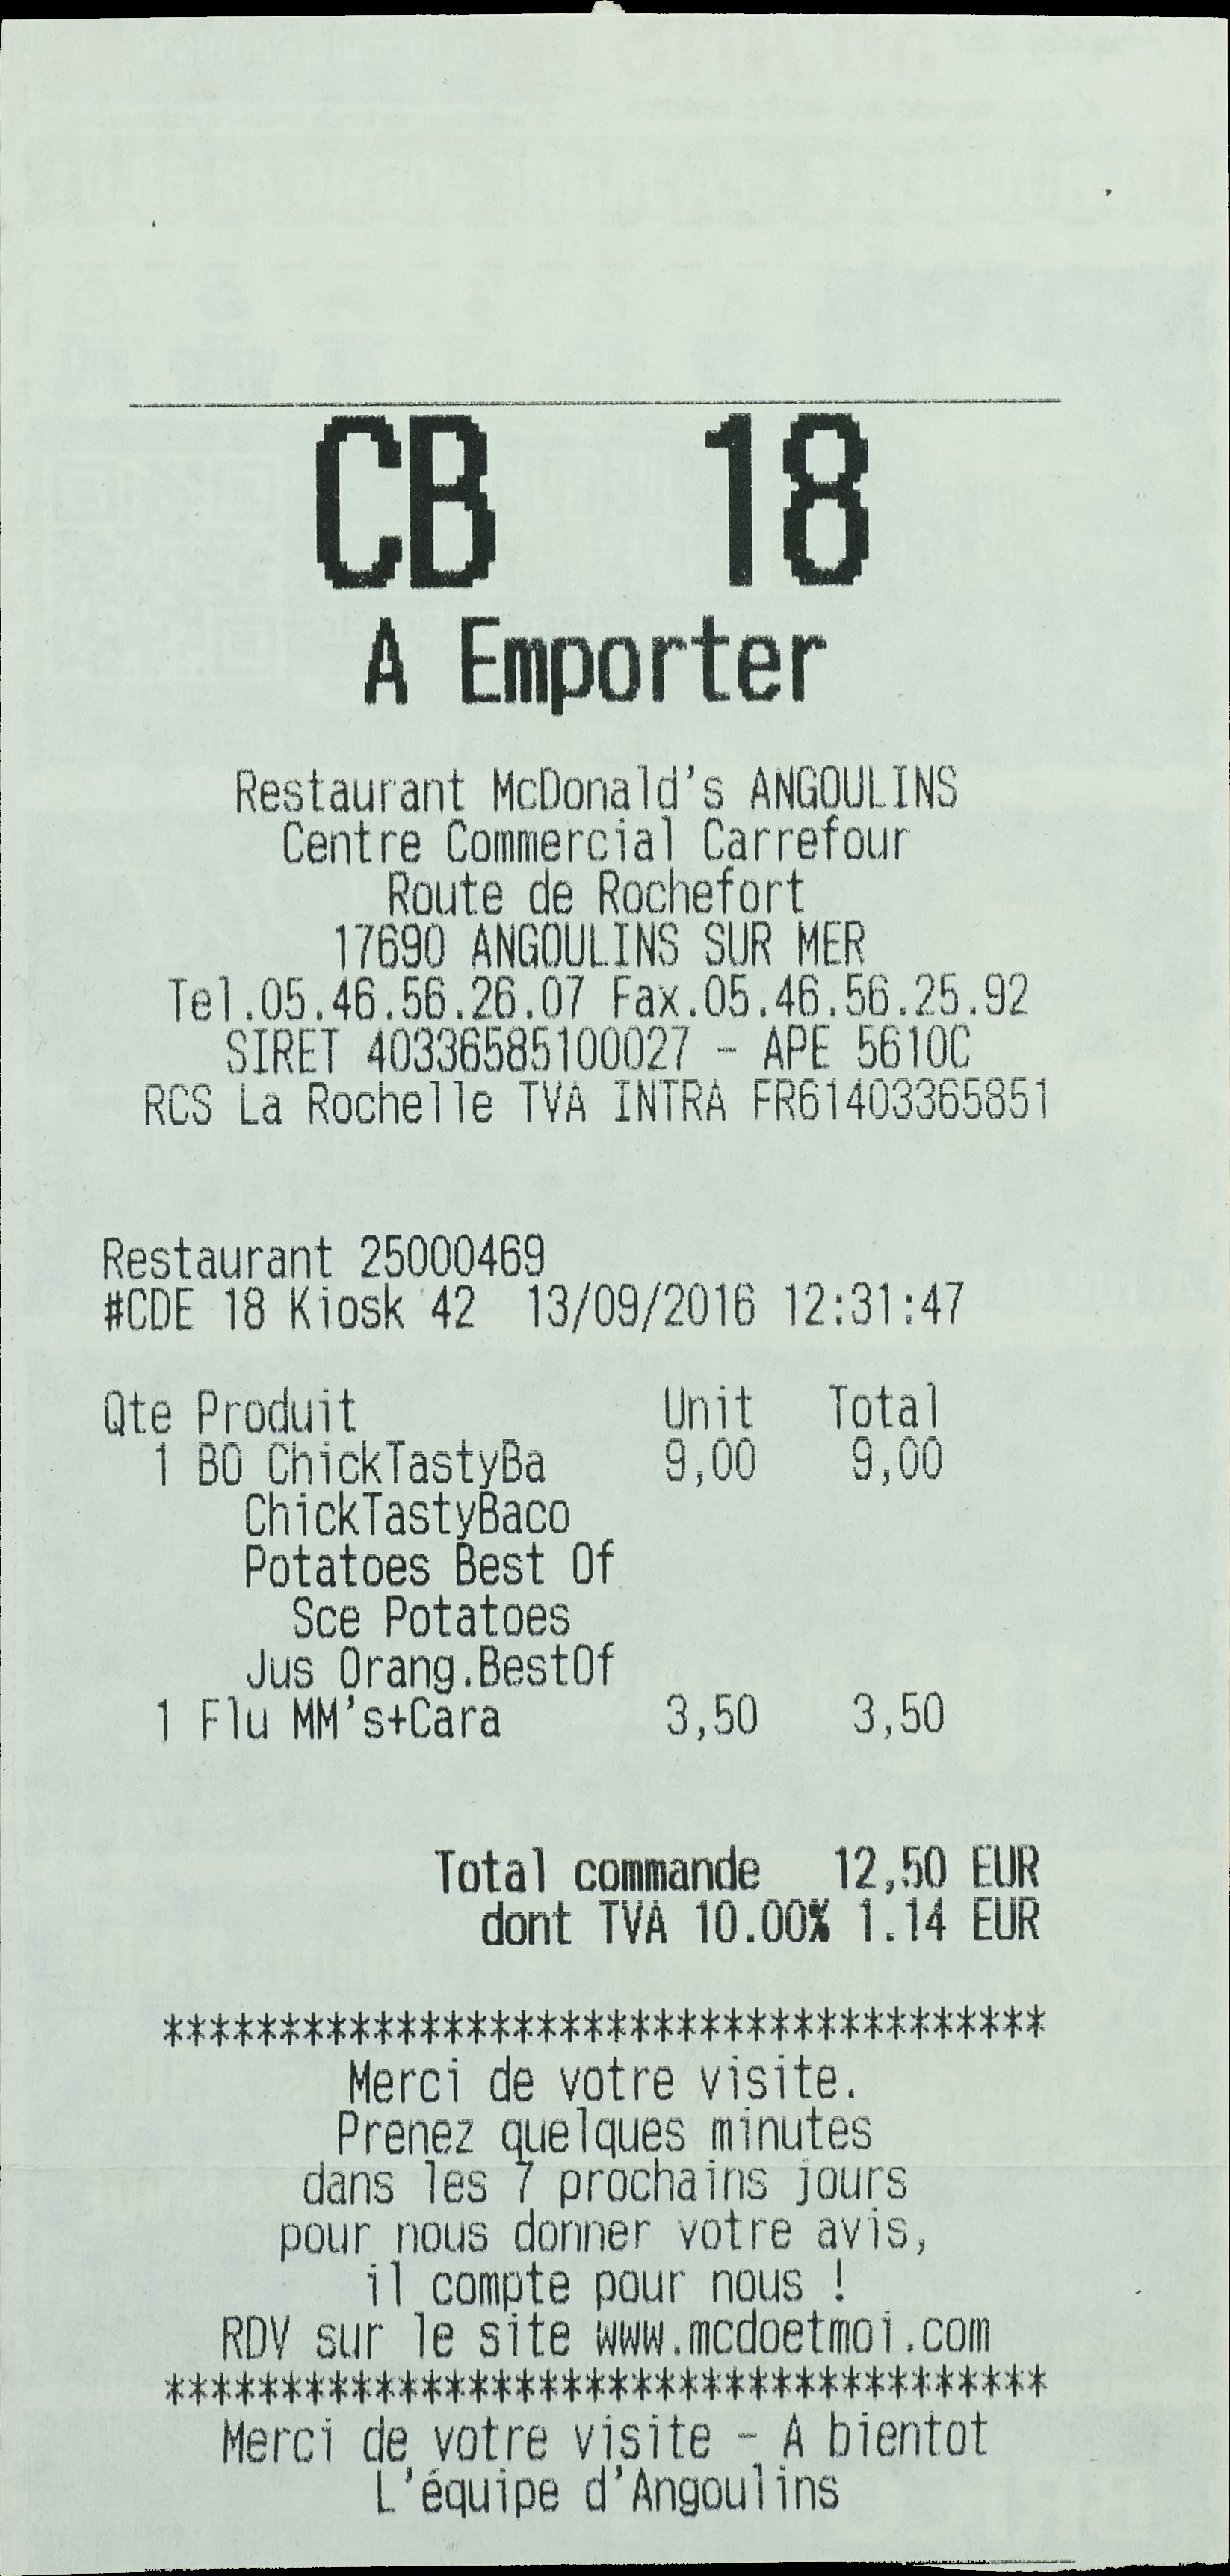 CB 18
A Emporter
Restaurant McDonald's ANGOULINS
Centre Commercial Carrefour
Route de Rochefort
17690 ANGOULINS SUR MER
Tel.05.46.56.26.07 Fax.05.46.56.25.92
SIRET 40336585100027 - APE 5610C
RCS La Rochelle TVA INTRA FR61403365851
Restaurant 25000469
#CDE 18 Kiosk 42 13/09/2016 12:31:47
Qte Produit Unit Total
1 BO ChickTastyBa 9,00 9,00
ChickTastyBaco
Potatoes Best Of
Sce Potatoes
Jus Orang.BestOf
1 Flu MM's+Cara 3,50 3,50
Total commande 12,50 EUR
dont TVA 10.00% 1.14 EUR
**************************************
Merci de votre visite.
Prenez quelques minutes
dans les 7 prochains jours
pour nous donner votre avis,
il compte pour nous !
RDV sur le site www.mcdoetmoi.com
**************************************
Merci de votre visite - A bientot
L'équipe d'Angoulins